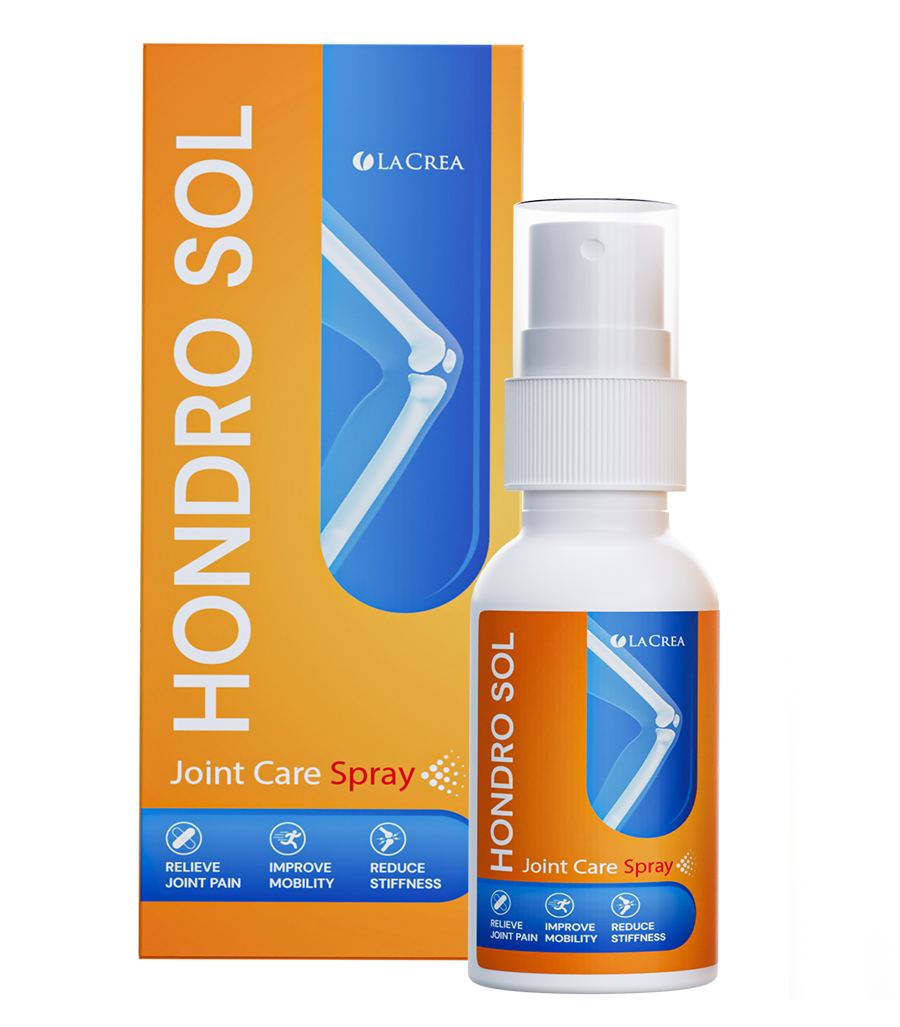 LACREA
HONDRO SOL
Joint Care Spray
RELIEVE
JOINT PAIN
IMPROVE
MOBILITY
REDUCE
STIFFNESS
LACREA
HONDRO SOL
Joint Care Spray
RELIEVE
JOINT PAIN
IMPROVE
MOBILITY
REDUCE
STIFFNESS